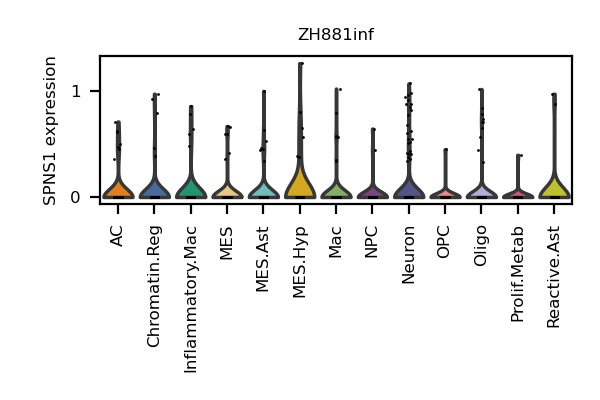 ZH881inf
SPNS1 expression
1
0
AC
Chromatin.Reg
Inflammatory.Mac
MES
MES.Ast
MES.Hyp
Mac
NPC
Neuron
OPC
Oligo
Prolif.Metab
Reactive.Ast